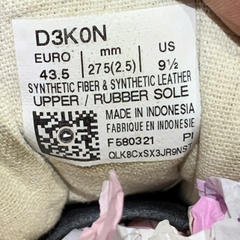 D3K0N
EURO mm US
43.5 275(2.5) 9½
SYNTHETIC FIBER & SYNTHETIC LEATHER
UPPER / RUBBER SOLE
MADE IN INDONESIA
FABRIQUE EN INDONESIE
F580321 PI
QLK8CxSX3JR9NST